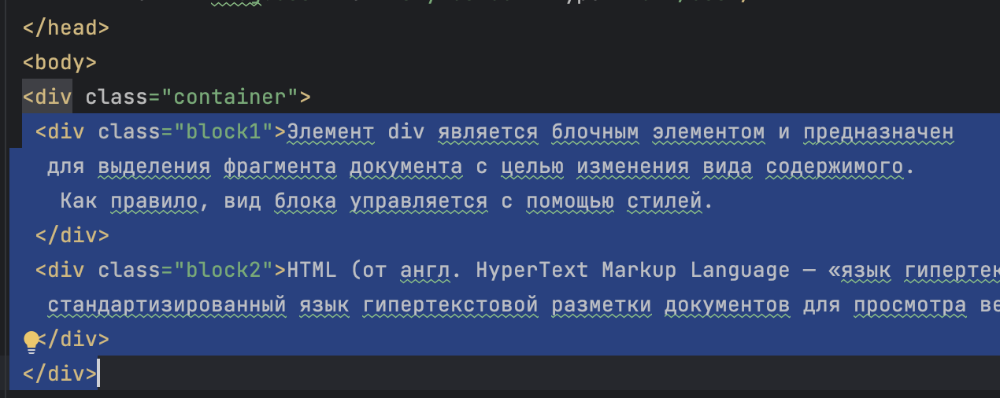 </head>
<body>
<div class="container">
<div class="block1">Элемент div является блочным элементом и предназначен
для выделения фрагмента документа с целью изменения вида содержимого.
Как правило, вид блока управляется с помощью стилей.
</div>
<div class="block2">HTML (от англ. HyperText Markup Language — «язык
стандартизированный язык гипертекстовой разметки документов для просмотра
</div>
</div>